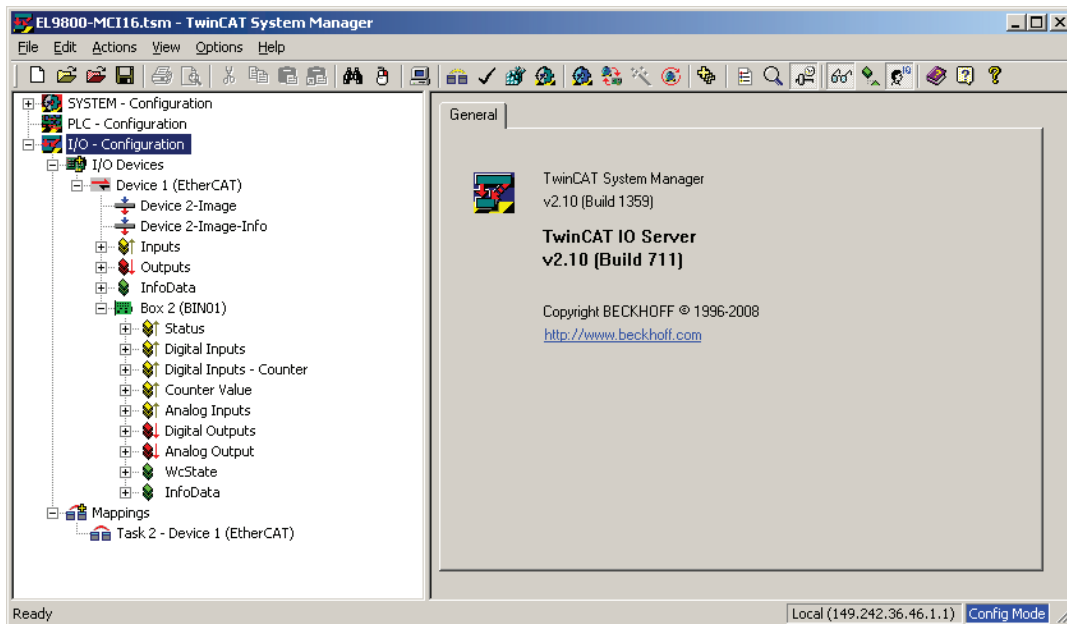 EL9800-MCI16.tsm - TwinCAT System Manager
File Edit Actions View Options Help
SYSTEM - Configuration
PLC - Configuration
I/O - Configuration
I/O Devices
Device 1 (EtherCAT)
Device 2-Image
Device 2-Image-Info
Inputs
Outputs
InfoData
Box 2 (BIN01)
Status
Digital Inputs
Digital Inputs - Counter
Counter Value
Analog Inputs
Digital Outputs
Analog Output
WcState
InfoData
Mappings
Task 2 - Device 1 (EtherCAT)
General
TwinCAT System Manager
v2.10 (Build 1359)
TwinCAT IO Server
v2.10 (Build 711)
Copyright BECKHOFF © 1996-2008
http://www.beckhoff.com
Ready
Local (149.242.36.46.1.1) Config Mode